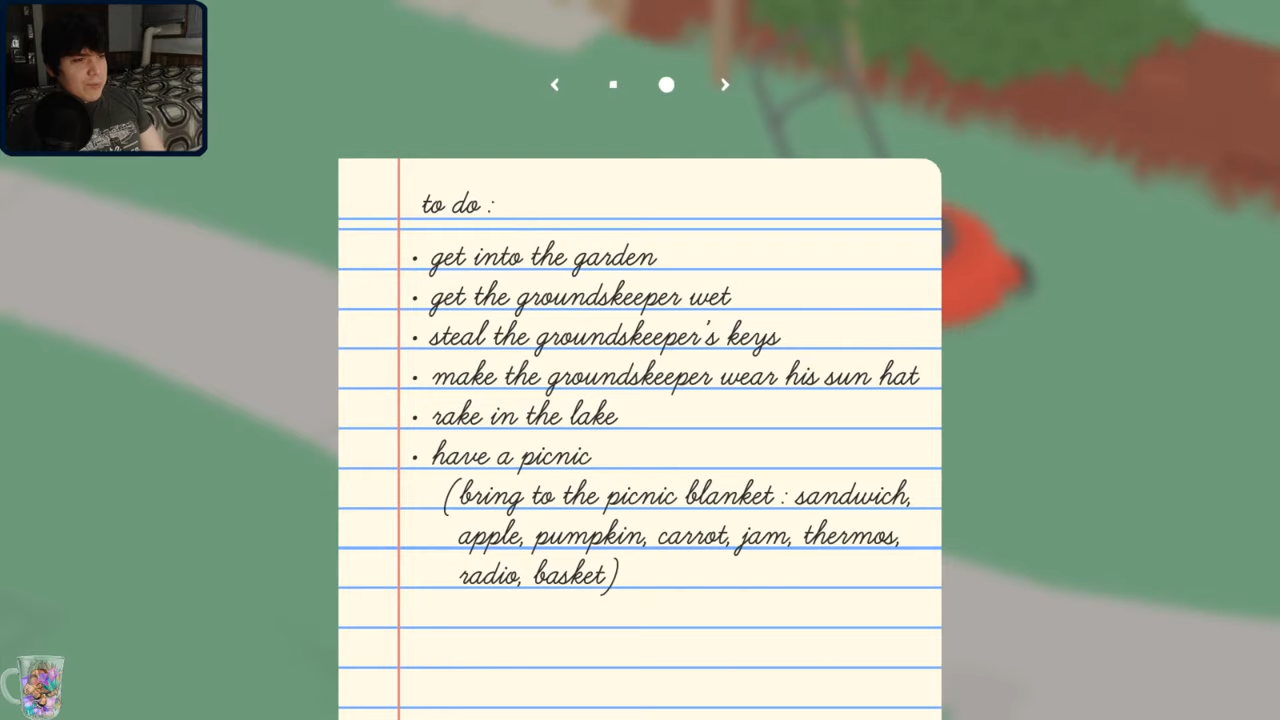 to do :
• get into the garden
• get the groundskeeper wet
• steal the groundskeeper's keys
• make the groundskeeper wear his sun hat
• rake in the lake
• have a picnic
(bring to the picnic blanket : sandwich,
apple, pumpkin, carrot, jam, thermos,
radio, basket)